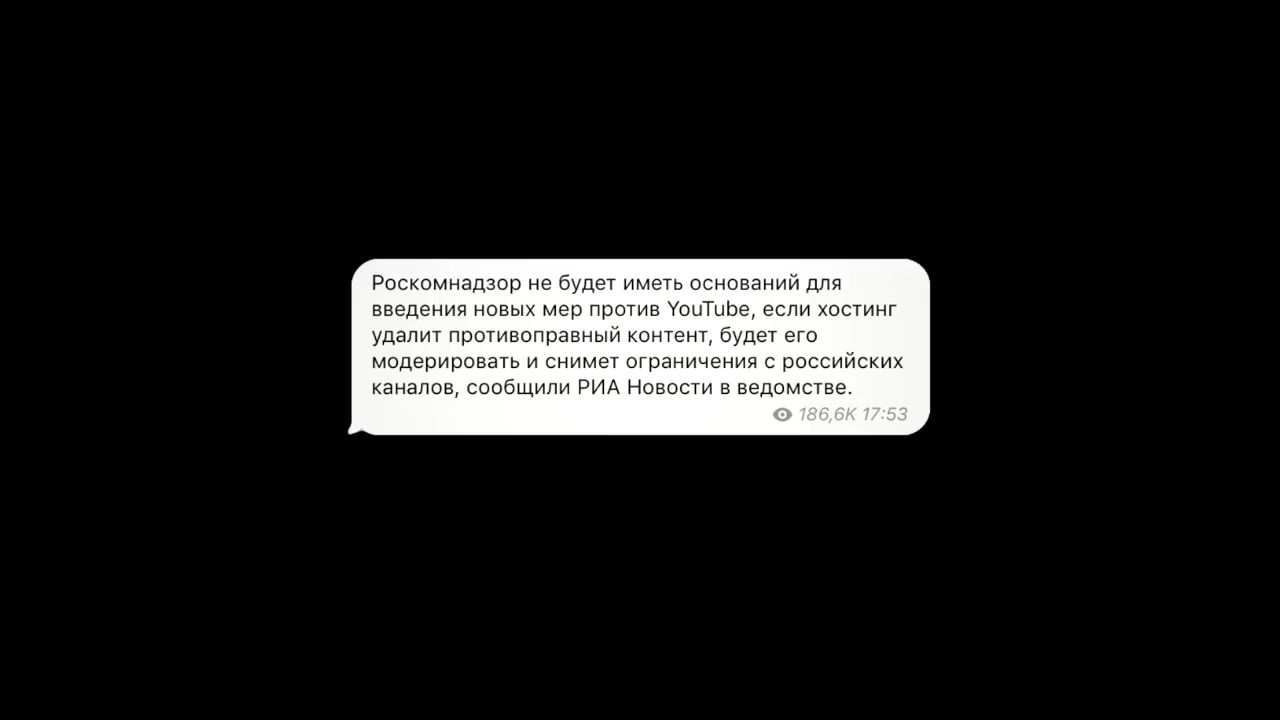 Роскомнадзор не будет иметь оснований для
введения новых мер против YouTube, если хостинг
удалит противоправный контент, будет его
модерировать и снимет ограничения с российских
каналов, сообщили РИА Новости в ведомстве.
186,6K 17:53